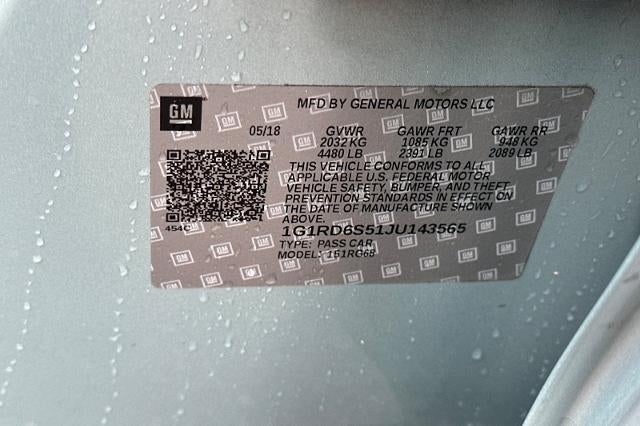 GM
MFD BY GENERAL MOTORS LLC
05/18 GVWR GAWR FRT GAWR RR
2032 KG 1085 KG 948 KG
4480 LB 2391 LB 2089 LB
THIS VEHICLE CONFORMS TO ALL
APPLICABLE U.S. FEDERAL MOTOR
VEHICLE SAFETY, BUMPER, AND THEFT
PREVENTION STANDARDS IN EFFECT ON
THE DATE OF MANUFACTURE SHOWN
ABOVE.
1G1RD6S51JU143565
TYPE: PASS CAR
MODEL: 1S1RG68